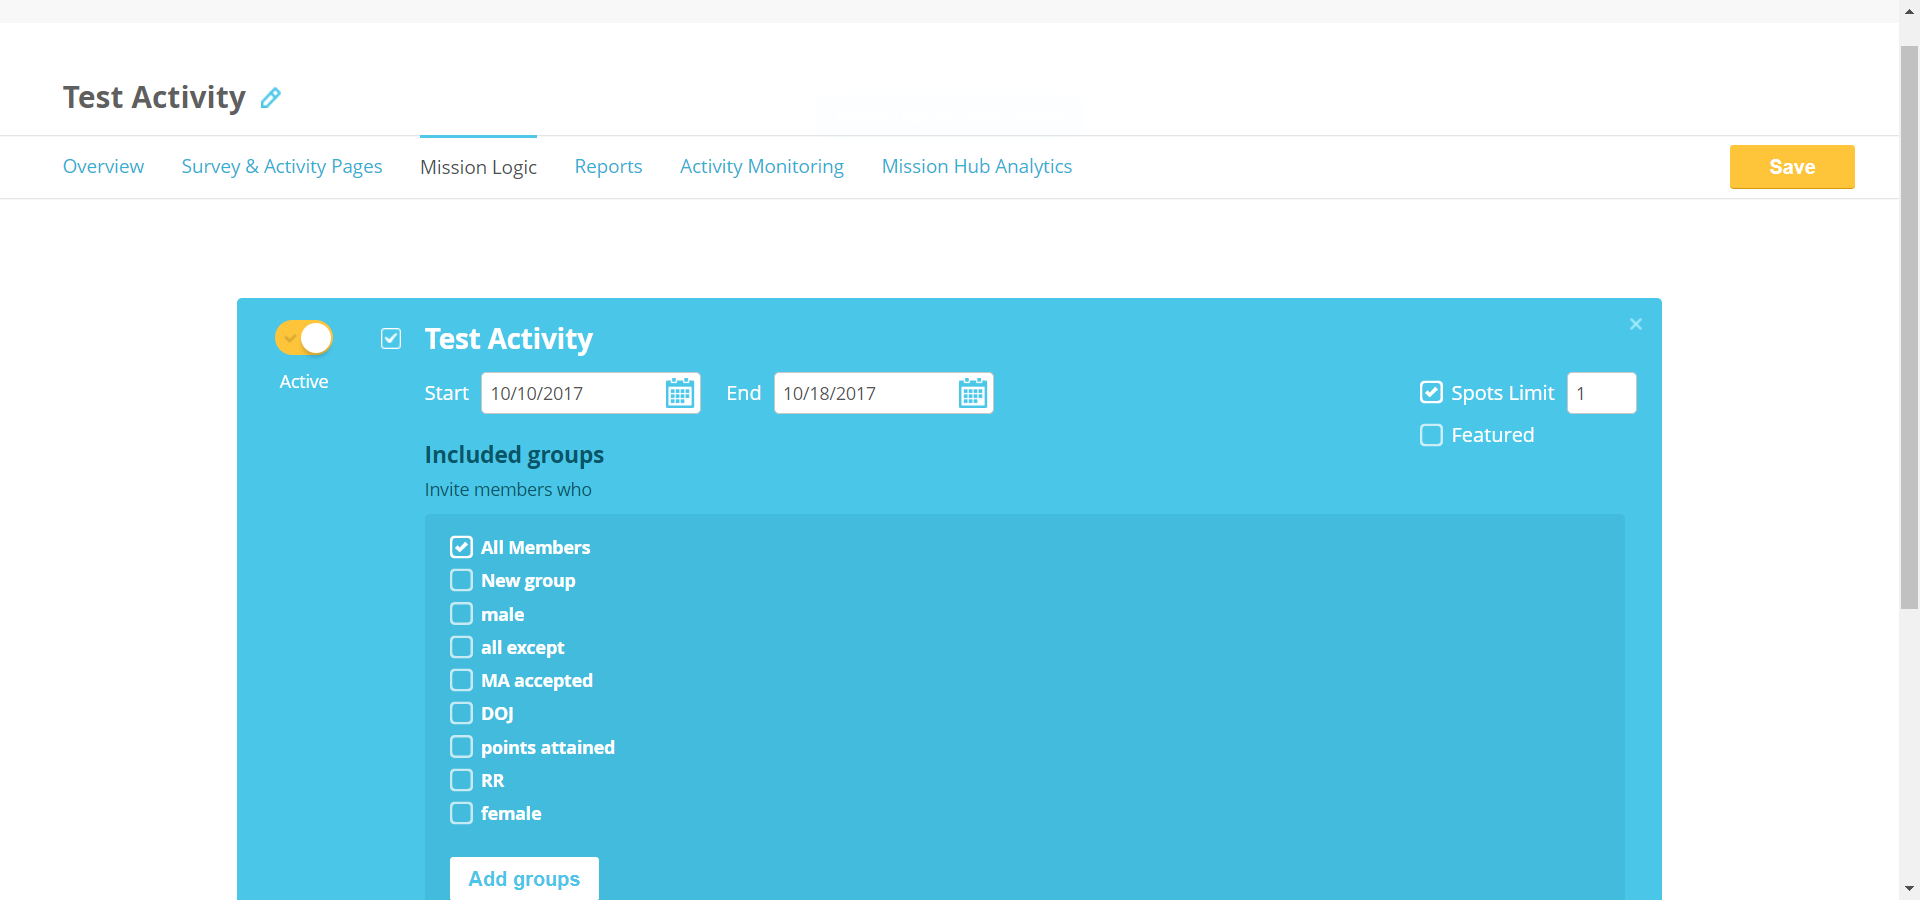 Test Activity
Overview Survey & Activity Pages Mission Logic Reports Activity Monitoring Mission Hub Analytics Save
Test Activity
Active
Start 10/10/2017 End 10/18/2017 Spots Limit 1
Featured
Included groups
Invite members who
All Members
New group
male
all except
MA accepted
DOJ
points attained
RR
female
Add groups